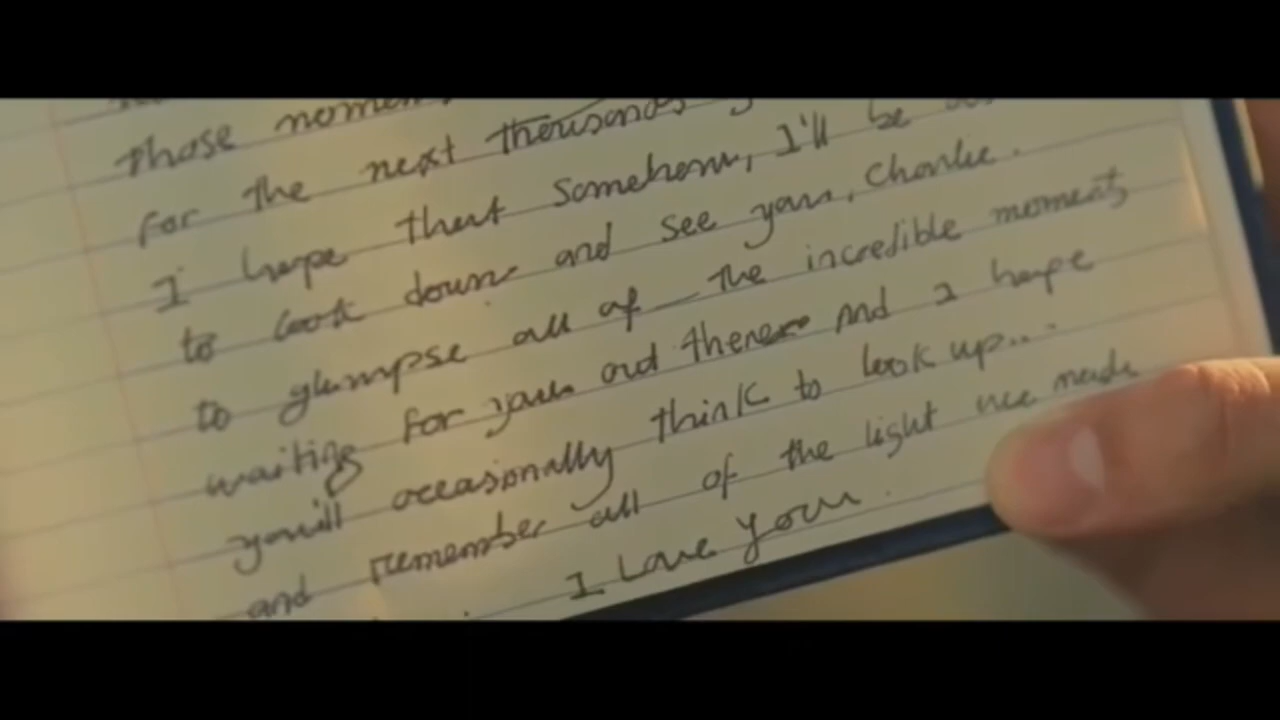 those momen
for the next thousands
I hope that somehow, I'll be
to look down and see you, Charlie.
to glimpse all of the incredible moments
waiting for you out there And I hope
you'll occasionally think to look up...
and remember all of the light we made
I Love you.